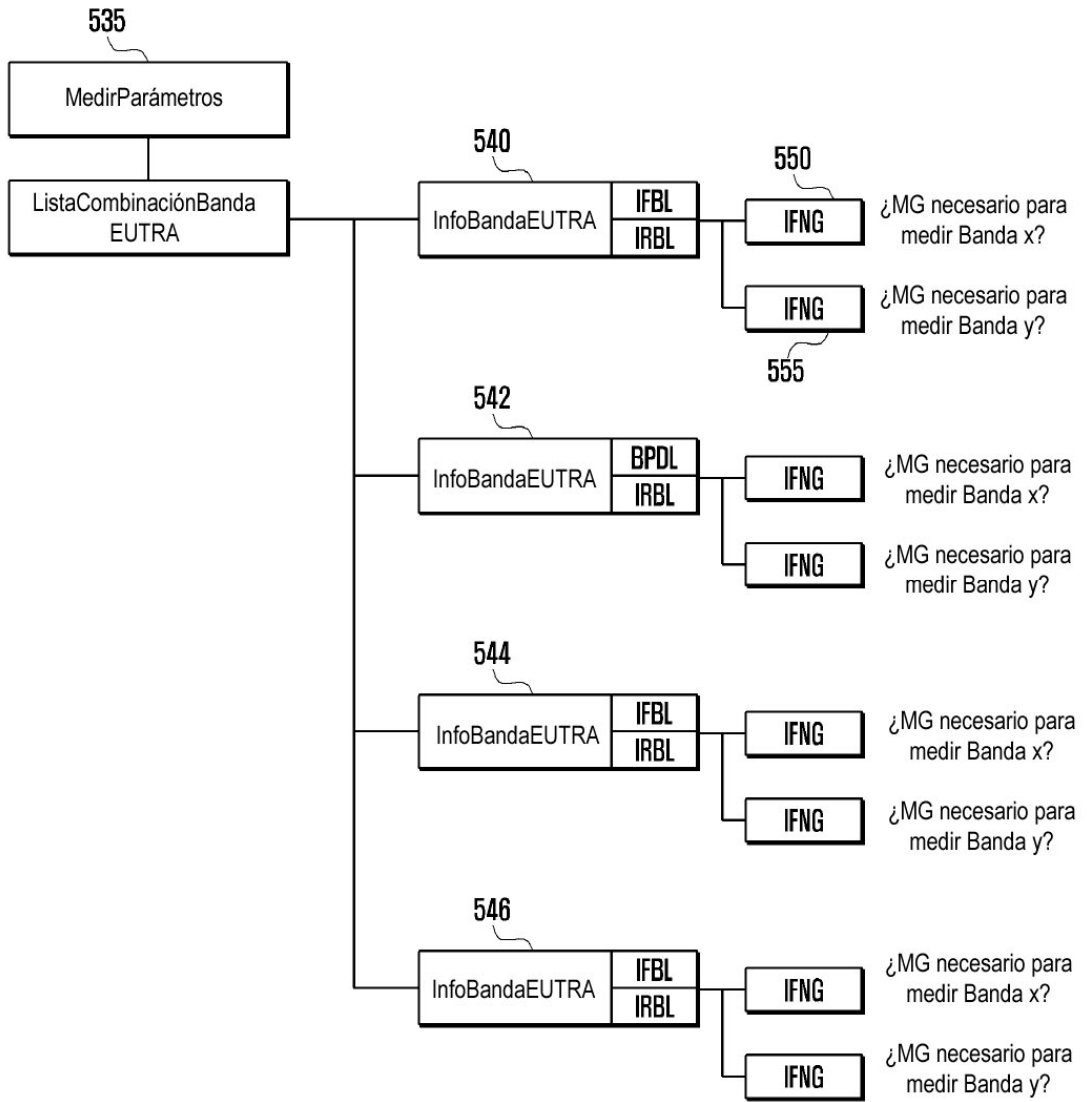 535
MedirParámetros
ListaCombinaciónBanda
EUTRA
540
InfoBandaEUTRA
IFBL
IRBL
550
IFNG
¿MG necesario para
medir Banda x?
IFNG
¿MG necesario para
medir Banda y?
555
542
InfoBandaEUTRA
BPDL
IRBL
IFNG
¿MG necesario para
medir Banda x?
IFNG
¿MG necesario para
medir Banda y?
544
InfoBandaEUTRA
IFBL
IRBL
IFNG
¿MG necesario para
medir Banda x?
IFNG
¿MG necesario para
medir Banda y?
546
InfoBandaEUTRA
IFBL
IRBL
IFNG
¿MG necesario para
medir Banda x?
IFNG
¿MG necesario para
medir Banda y?